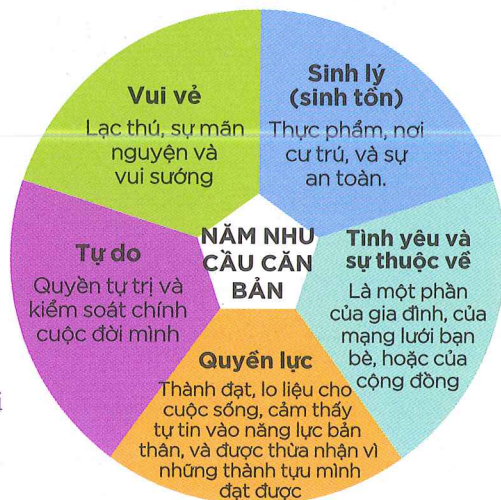 Vui vẻ
Lạc thú, sự mãn
nguyện và
vui sướng
Sinh lý
(sinh tồn)
Thực phẩm, nơi
cư trú, và sự
an toàn.
Tình yêu và
sự thuộc về
Là một phần
của gia đình, của
mạng lưới bạn
bè, hoặc của
cộng đồng
Quyền lực
Thành đạt, lo liệu cho
cuộc sống, cảm thấy
tự tin vào năng lực bản
thân, và được thừa nhận vì
những thành tựu mình
đạt được
Tự do
Quyền tự trị và
kiểm soát chính
cuộc đời mình
NĂM NHU
CẦU CĂN
BẢN
i